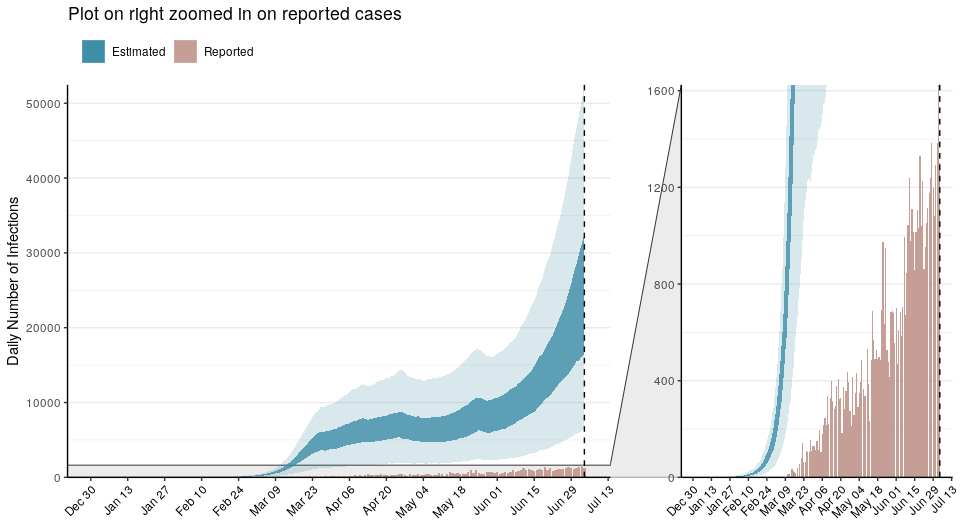 Plot on right zoomed in on reported cases
Estimated Reported
Daily Number of Infections
50000
40000
30000
20000
10000
0
Dec 30 Jan 13 Jan 27 Feb 10 Feb 24 Mar 09 Mar 23 Apr 06 Apr 20 May 04 May 18 Jun 01 Jun 15 Jun 29 Jul 13
1600
1200
800
400
0
Dec 30 Jan 13 Jan 27 Feb 10 Feb 24 Mar 09 Mar 23 Apr 06 Apr 20 May 04 May 18 Jun 01 Jun 15 Jun 29 Jul 13